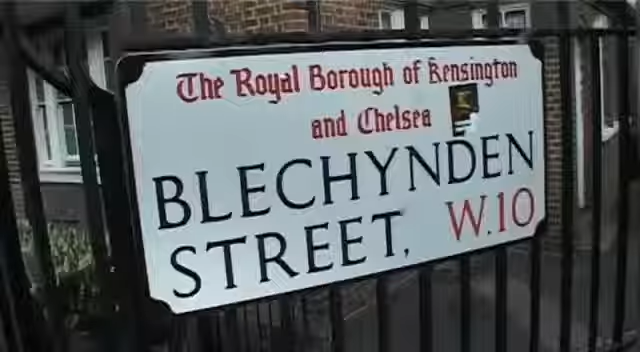 The Royal Borough of Kensington
and Chelsea
BLECHYNDEN
STREET, W.10